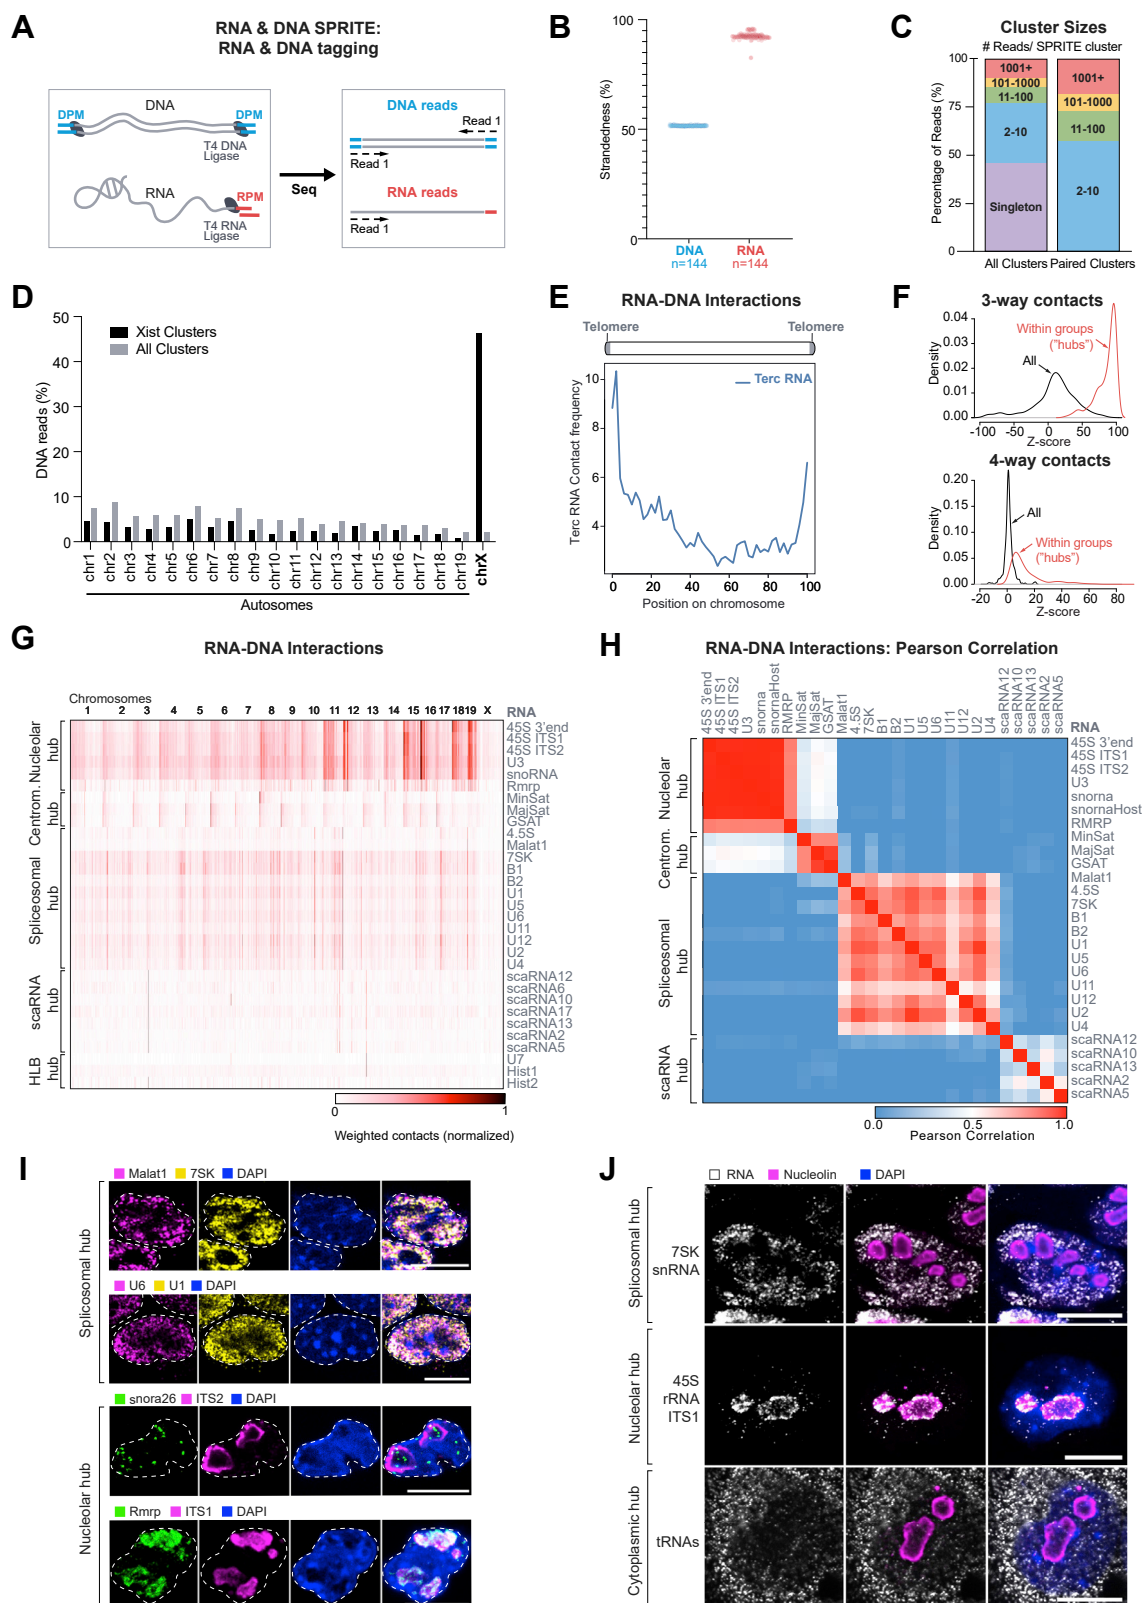 A
RNA & DNA SPRITE:
RNA & DNA tagging
DPM
DNA
DPM
T4 DNA
Ligase
RNA
RPM
T4 RNA
Ligase
Seq
DNA reads
Read 1
Read 1
RNA reads
Read 1
B
Strandedness (%)
100
50
0
DNA
n=144
RNA
n=144
C
Cluster Sizes
# Reads/ SPRITE cluster
Percentage of Reads (%)
100
75
50
25
0
1001+
101-1000
11-100
2-10
Singleton
1001+
101-1000
11-100
2-10
All Clusters
Paired Clusters
D
DNA reads (%)
50
40
30
20
10
0
Xist Clusters
All Clusters
chr1
chr2
chr3
chr4
chr5
chr6
chr7
chr8
chr9
chr10
chr11
chr12
chr13
chr14
chr15
chr16
chr17
chr18
chr19
chrX
Autosomes
E
RNA-DNA Interactions
Telomere
Telomere
Terc RNA
Terc RNA Contact frequency
10
8
6
4
0 20 40 60 80 100
Position on chromosome
F
3-way contacts
Density
0.04
0.03
0.02
0.01
0.00
Within groups
("hubs")
All
-100 -50 0 50 100
Z-score
4-way contacts
Density
0.20
0.15
0.10
0.05
0.00
All
Within groups
("hubs")
-20 0 20 40 60 80
Z-score
G
RNA-DNA Interactions
Chromosomes
1 2 3 4 5 6 7 8 9 10 11 12 13 14 15 16 17 18 19 X
RNA
Nucleolar
hub
45S 3'end
45S ITS1
45S ITS2
U3
snoRNA
Rmrp
Centrom.
hub
MinSat
MajSat
GSAT
Spliceosomal
hub
4.5S
Malat1
7SK
B1
B2
U1
U5
U6
U11
U12
U2
U4
scaRNA
hub
scaRNA12
scaRNA6
scaRNA10
scaRNA17
scaRNA13
scaRNA2
scaRNA5
HLB
hub
U7
Hist1
Hist2
0
1
Weighted contacts (normalized)
H
RNA-DNA Interactions: Pearson Correlation
45S 3'end
45S ITS1
45S ITS2
U3
snorna
snornaHost
RMRP
MinSat
MajSat
GSAT
Malat1
4.5S
7SK
B1
B2
U1
U5
U6
U11
U12
U2
U4
scaRNA12
scaRNA10
scaRNA13
scaRNA2
scaRNA5
RNA
Nucleolar
hub
45S 3'end
45S ITS1
45S ITS2
U3
snorna
snornaHost
RMRP
Centrom.
hub
MinSat
MajSat
GSAT
Spliceosomal
hub
Malat1
4.5S
7SK
B1
B2
U1
U5
U6
U11
U12
U2
U4
scaRNA
hub
scaRNA12
scaRNA10
scaRNA13
scaRNA2
scaRNA5
0.0 0.5 1.0
Pearson Correlation
I
Splicosomal hub
Malat1 7SK DAPI
U6 U1 DAPI
Nucleolar hub
snora26 ITS2 DAPI
Rmrp ITS1 DAPI
J
RNA Nucleolin DAPI
Splicosomal hub
7SK
snRNA
Nucleolar hub
45S
rRNA
ITS1
Cytoplasmic hub
tRNAs